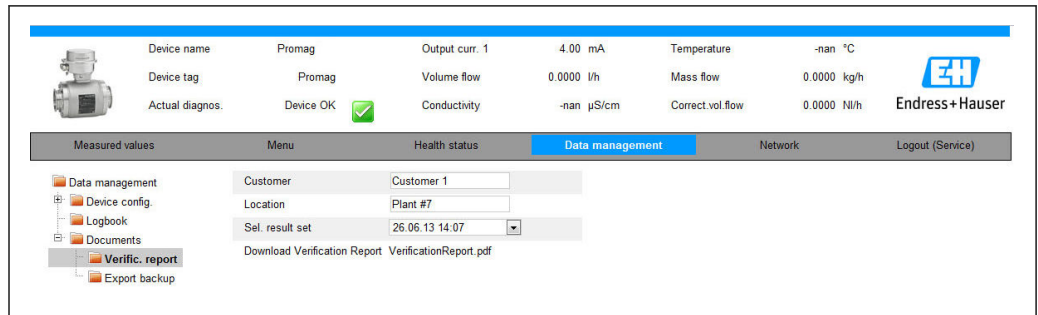 Device name Promag Output curr. 1 4.00 mA Temperature -nan °C
Device tag Promag Volume flow 0.0000 l/h Mass flow 0.0000 kg/h
Actual diagnos. Device OK Conductivity -nan µS/cm Correct.vol.flow 0.0000 Nl/h
EH
Endress+Hauser
Measured values Menu Health status Data management Network Logout (Service)
Data management Customer Customer 1
Device config. Location Plant #7
Logbook Sel. result set 26.06.13 14:07
Documents Download Verification Report VerificationReport.pdf
Verific. report
Export backup